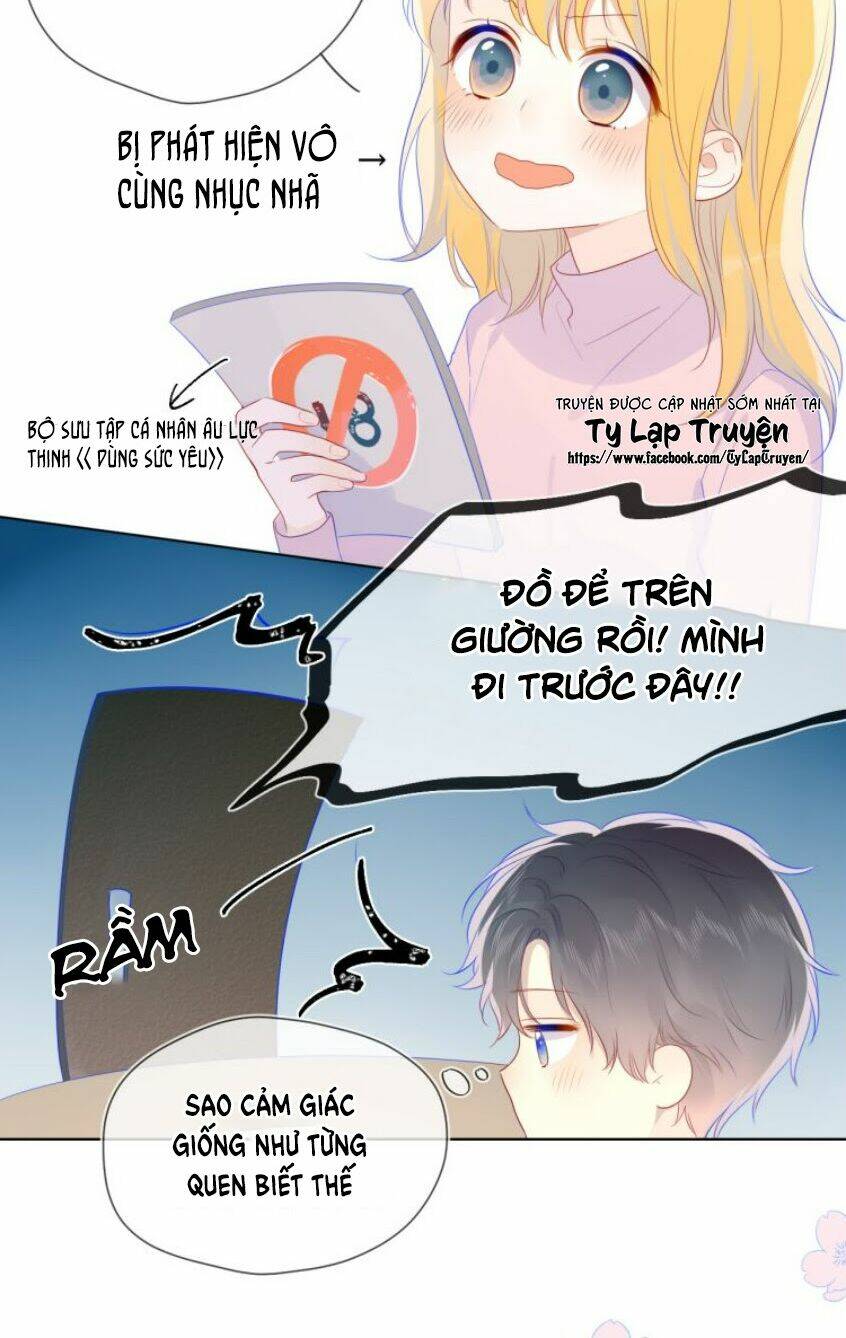 BỊ PHÁT HIỆN VÔ
CÙNG NHỤC NHÃ
18
BỘ SƯU TẬP CÁ NHÂN ÂU LỰC
THINH << DÙNG SỨC YÊU>>
TRUYỆN ĐƯỢC CẬP NHẬT SỚM NHẤT TẠI
Ty Lạp Truyện
https://www.facebook.com/TyLapTruyen/
ĐỒ ĐỂ TRÊN
GIƯỜNG RỒI! MÌNH
ĐI TRƯỚC ĐÂY!!
RẦM
SAO CẢM GIÁC
GIỐNG NHƯ TỪNG
QUEN BIẾT THẾ